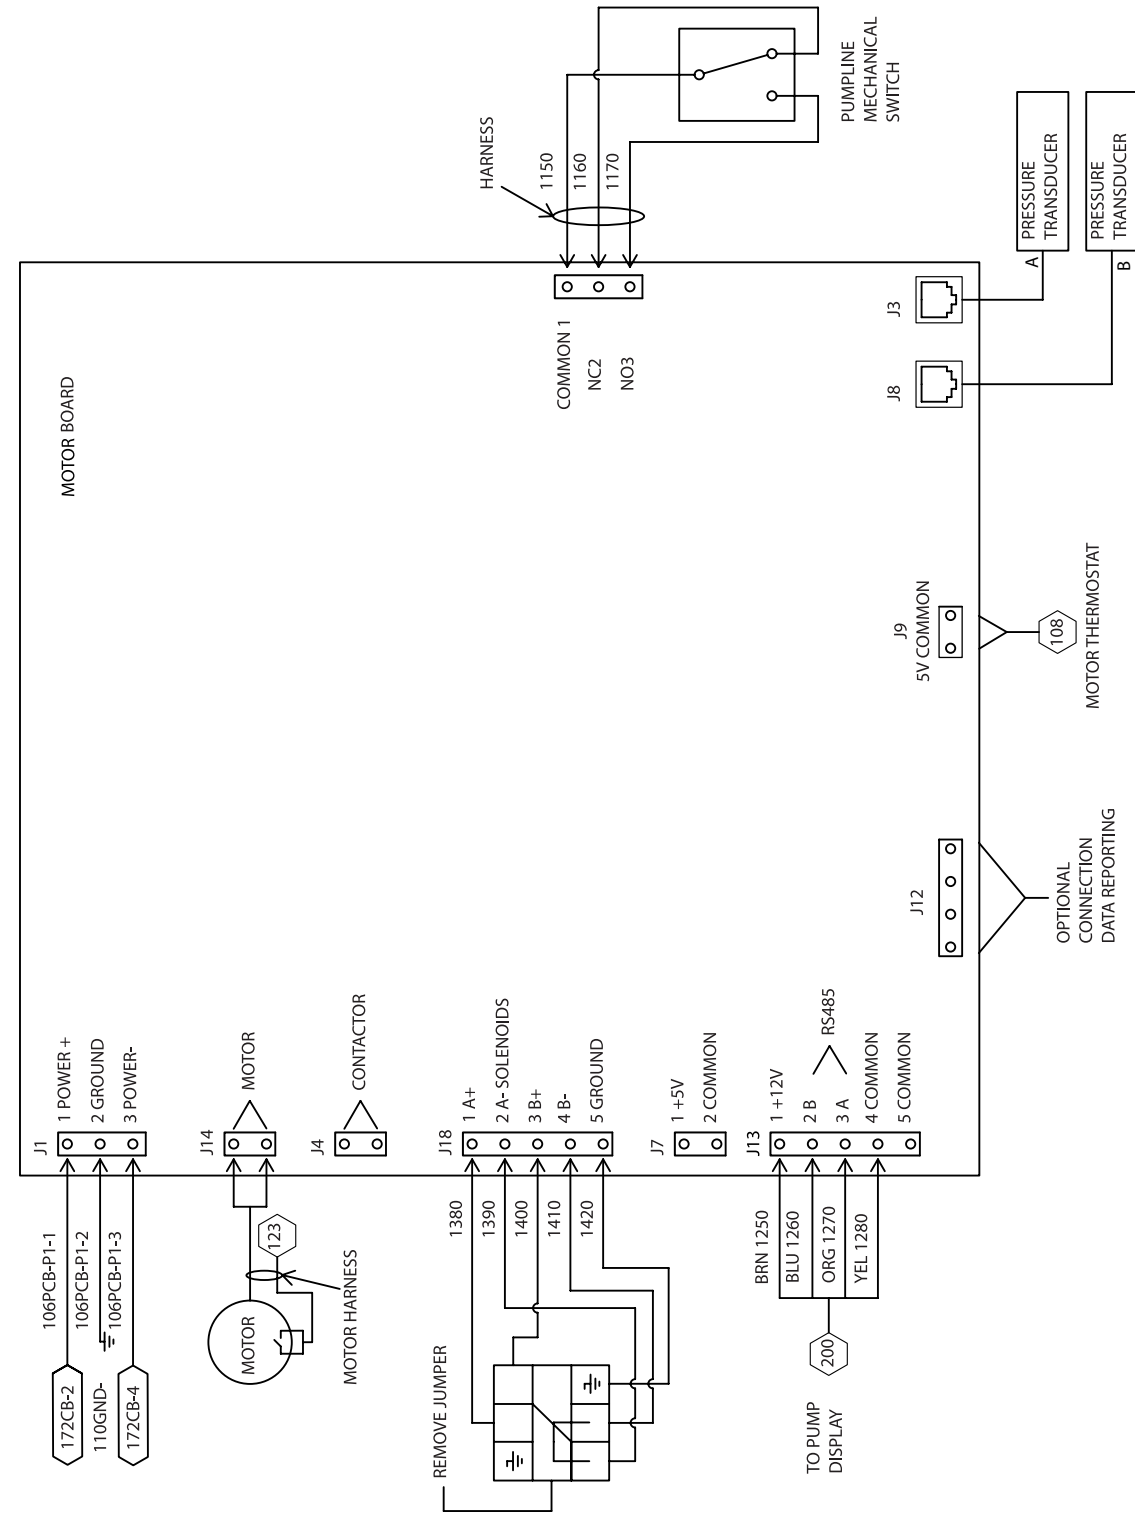 MOTOR BOARD
172CB-2
106PCB-P1-1
110GND-
106PCB-P1-2
172CB-4
106PCB-P1-3
J1
1 POWER +
2 GROUND
3 POWER-
MOTOR
123
MOTOR HARNESS
J14
MOTOR
J4
CONTACTOR
REMOVE JUMPER
1380
1390
1400
1410
1420
J18
1 A+
2 A- SOLENOIDS
3 B+
4 B-
5 GROUND
J7
1 +5V
2 COMMON
TO PUMP
DISPLAY
200
BRN 1250
BLU 1260
ORG 1270
YEL 1280
J13
1 +12V
2 B
3 A
RS485
4 COMMON
5 COMMON
J12
OPTIONAL
CONNECTION
DATA REPORTING
J9
5V COMMON
108
MOTOR THERMOSTAT
J8
J3
A
PRESSURE
TRANSDUCER
B
PRESSURE
TRANSDUCER
COMMON 1
NC2
NO3
HARNESS
1150
1160
1170
PUMPLINE
MECHANICAL
SWITCH